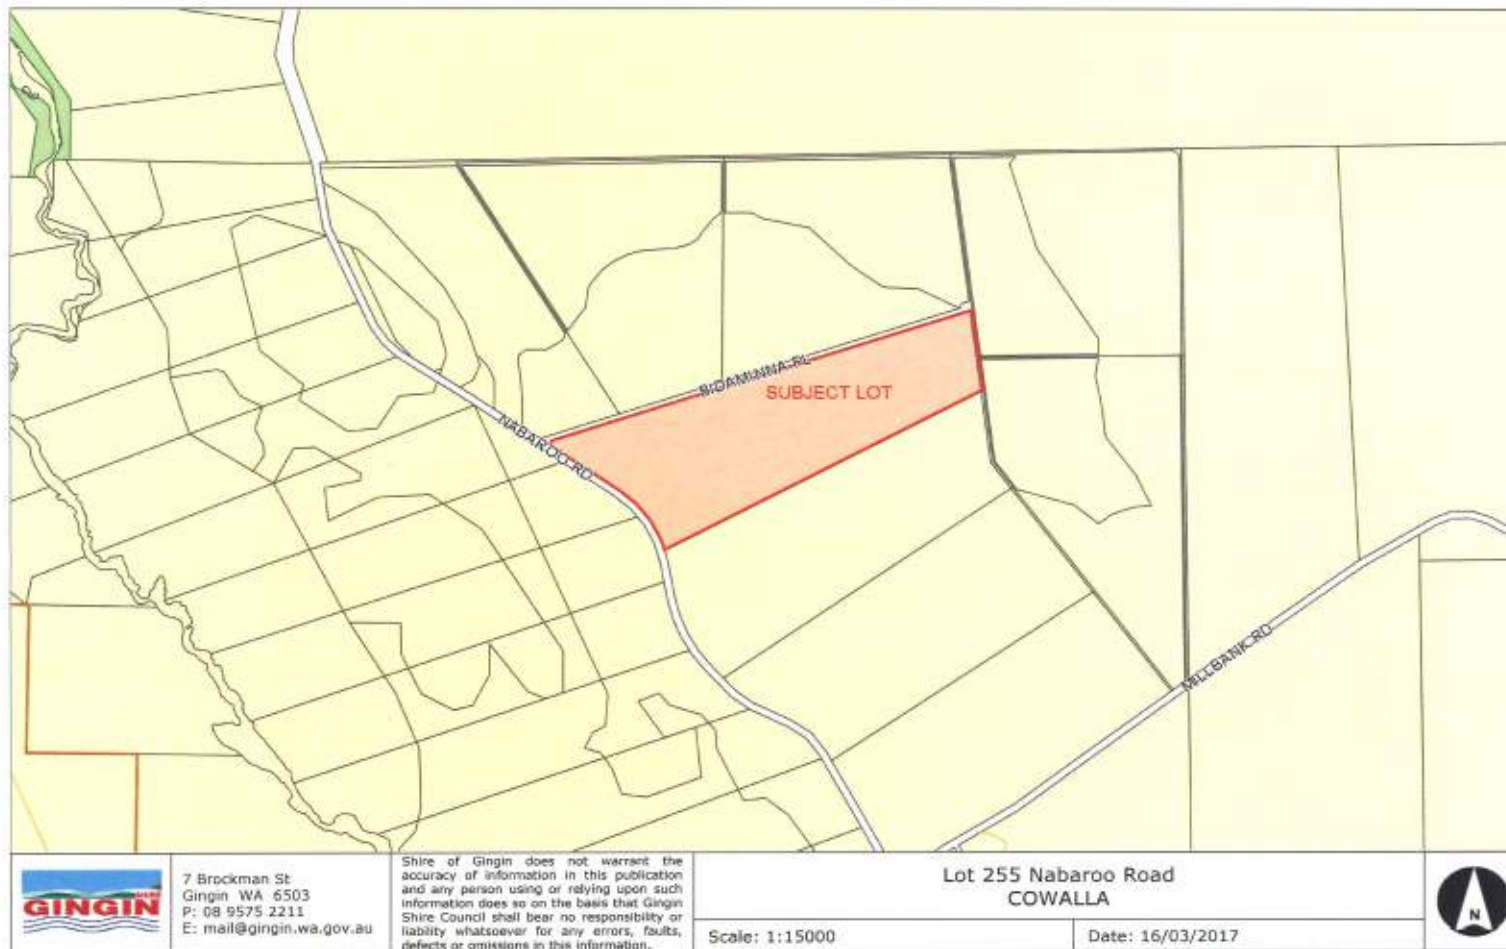 BIDAMINNA PL
SUBJECT LOT
NABAROO RD
MILLBANK RD
GINGIN
7 Brockman St
Gingin WA 6503
P: 08 9575 2211
E: mail@gingin.wa.gov.au
Shire of Gingin does not warrant the
accuracy of information in this publication
and any person using or relying upon such
information does so on the basis that Gingin
Shire Council shall bear no responsibility or
liability whatsoever for any errors, faults,
defects or omissions in this information.
Lot 255 Nabaroo Road
COWALLA
Scale: 1:15000
Date: 16/03/2017
N